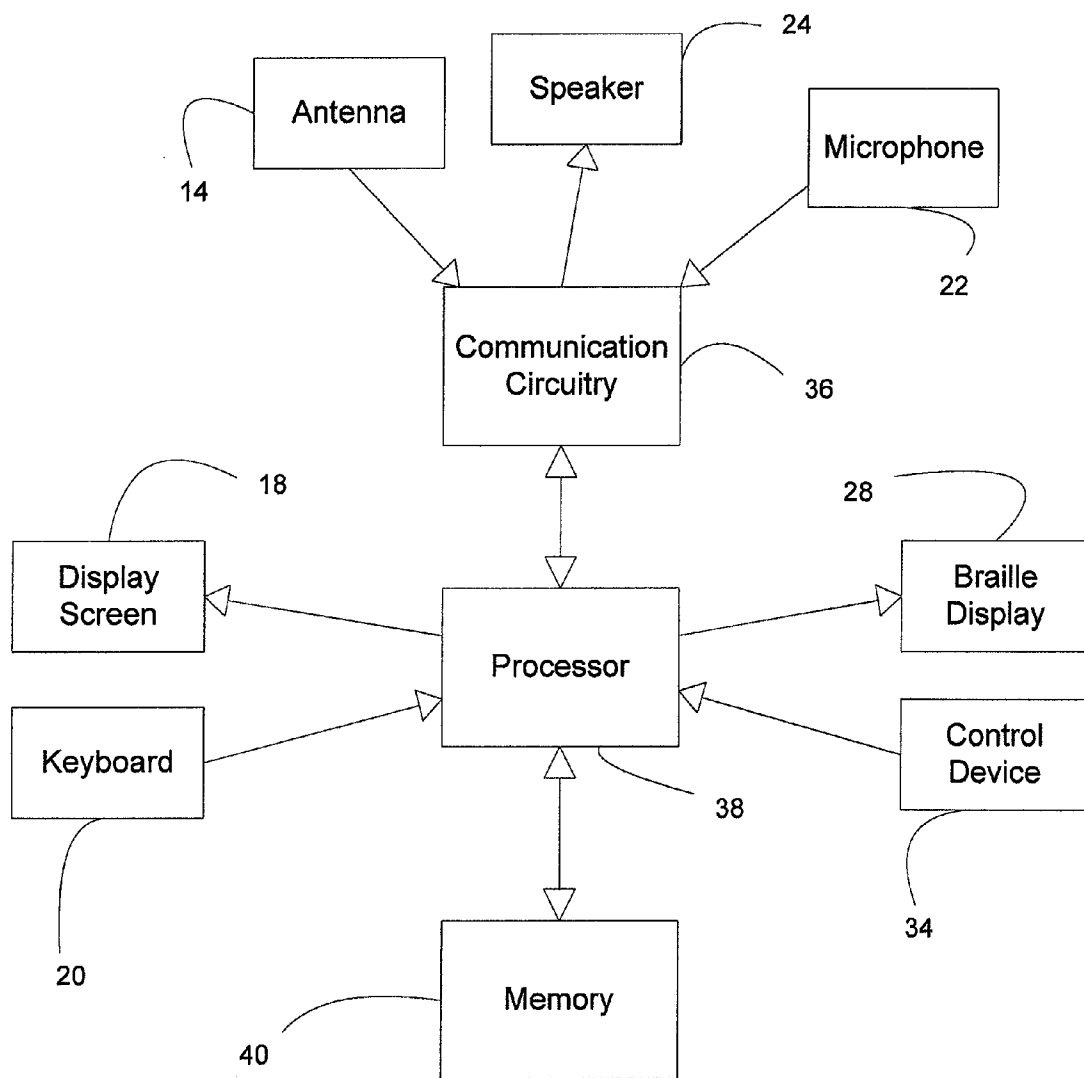 24
Speaker
Antenna
Microphone
14
22
Communication
Circuitry
36
18
28
Display
Screen
Braille
Display
Processor
Keyboard
Control
Device
38
34
20
Memory
40